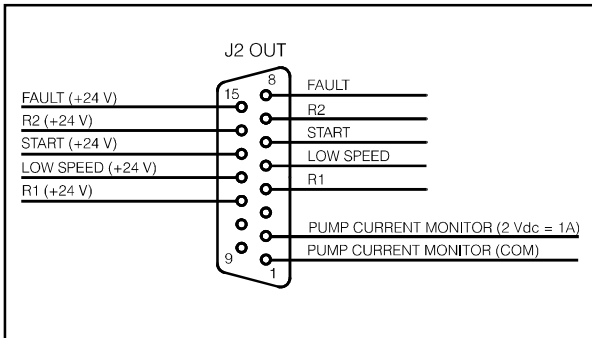 J2 OUT
15
8
FAULT (+24 V)
FAULT
R2 (+24 V)
R2
START (+24 V)
START
LOW SPEED (+24 V)
LOW SPEED
R1 (+24 V)
R1
PUMP CURRENT MONITOR (2 Vdc = 1A)
PUMP CURRENT MONITOR (COM)
9
1